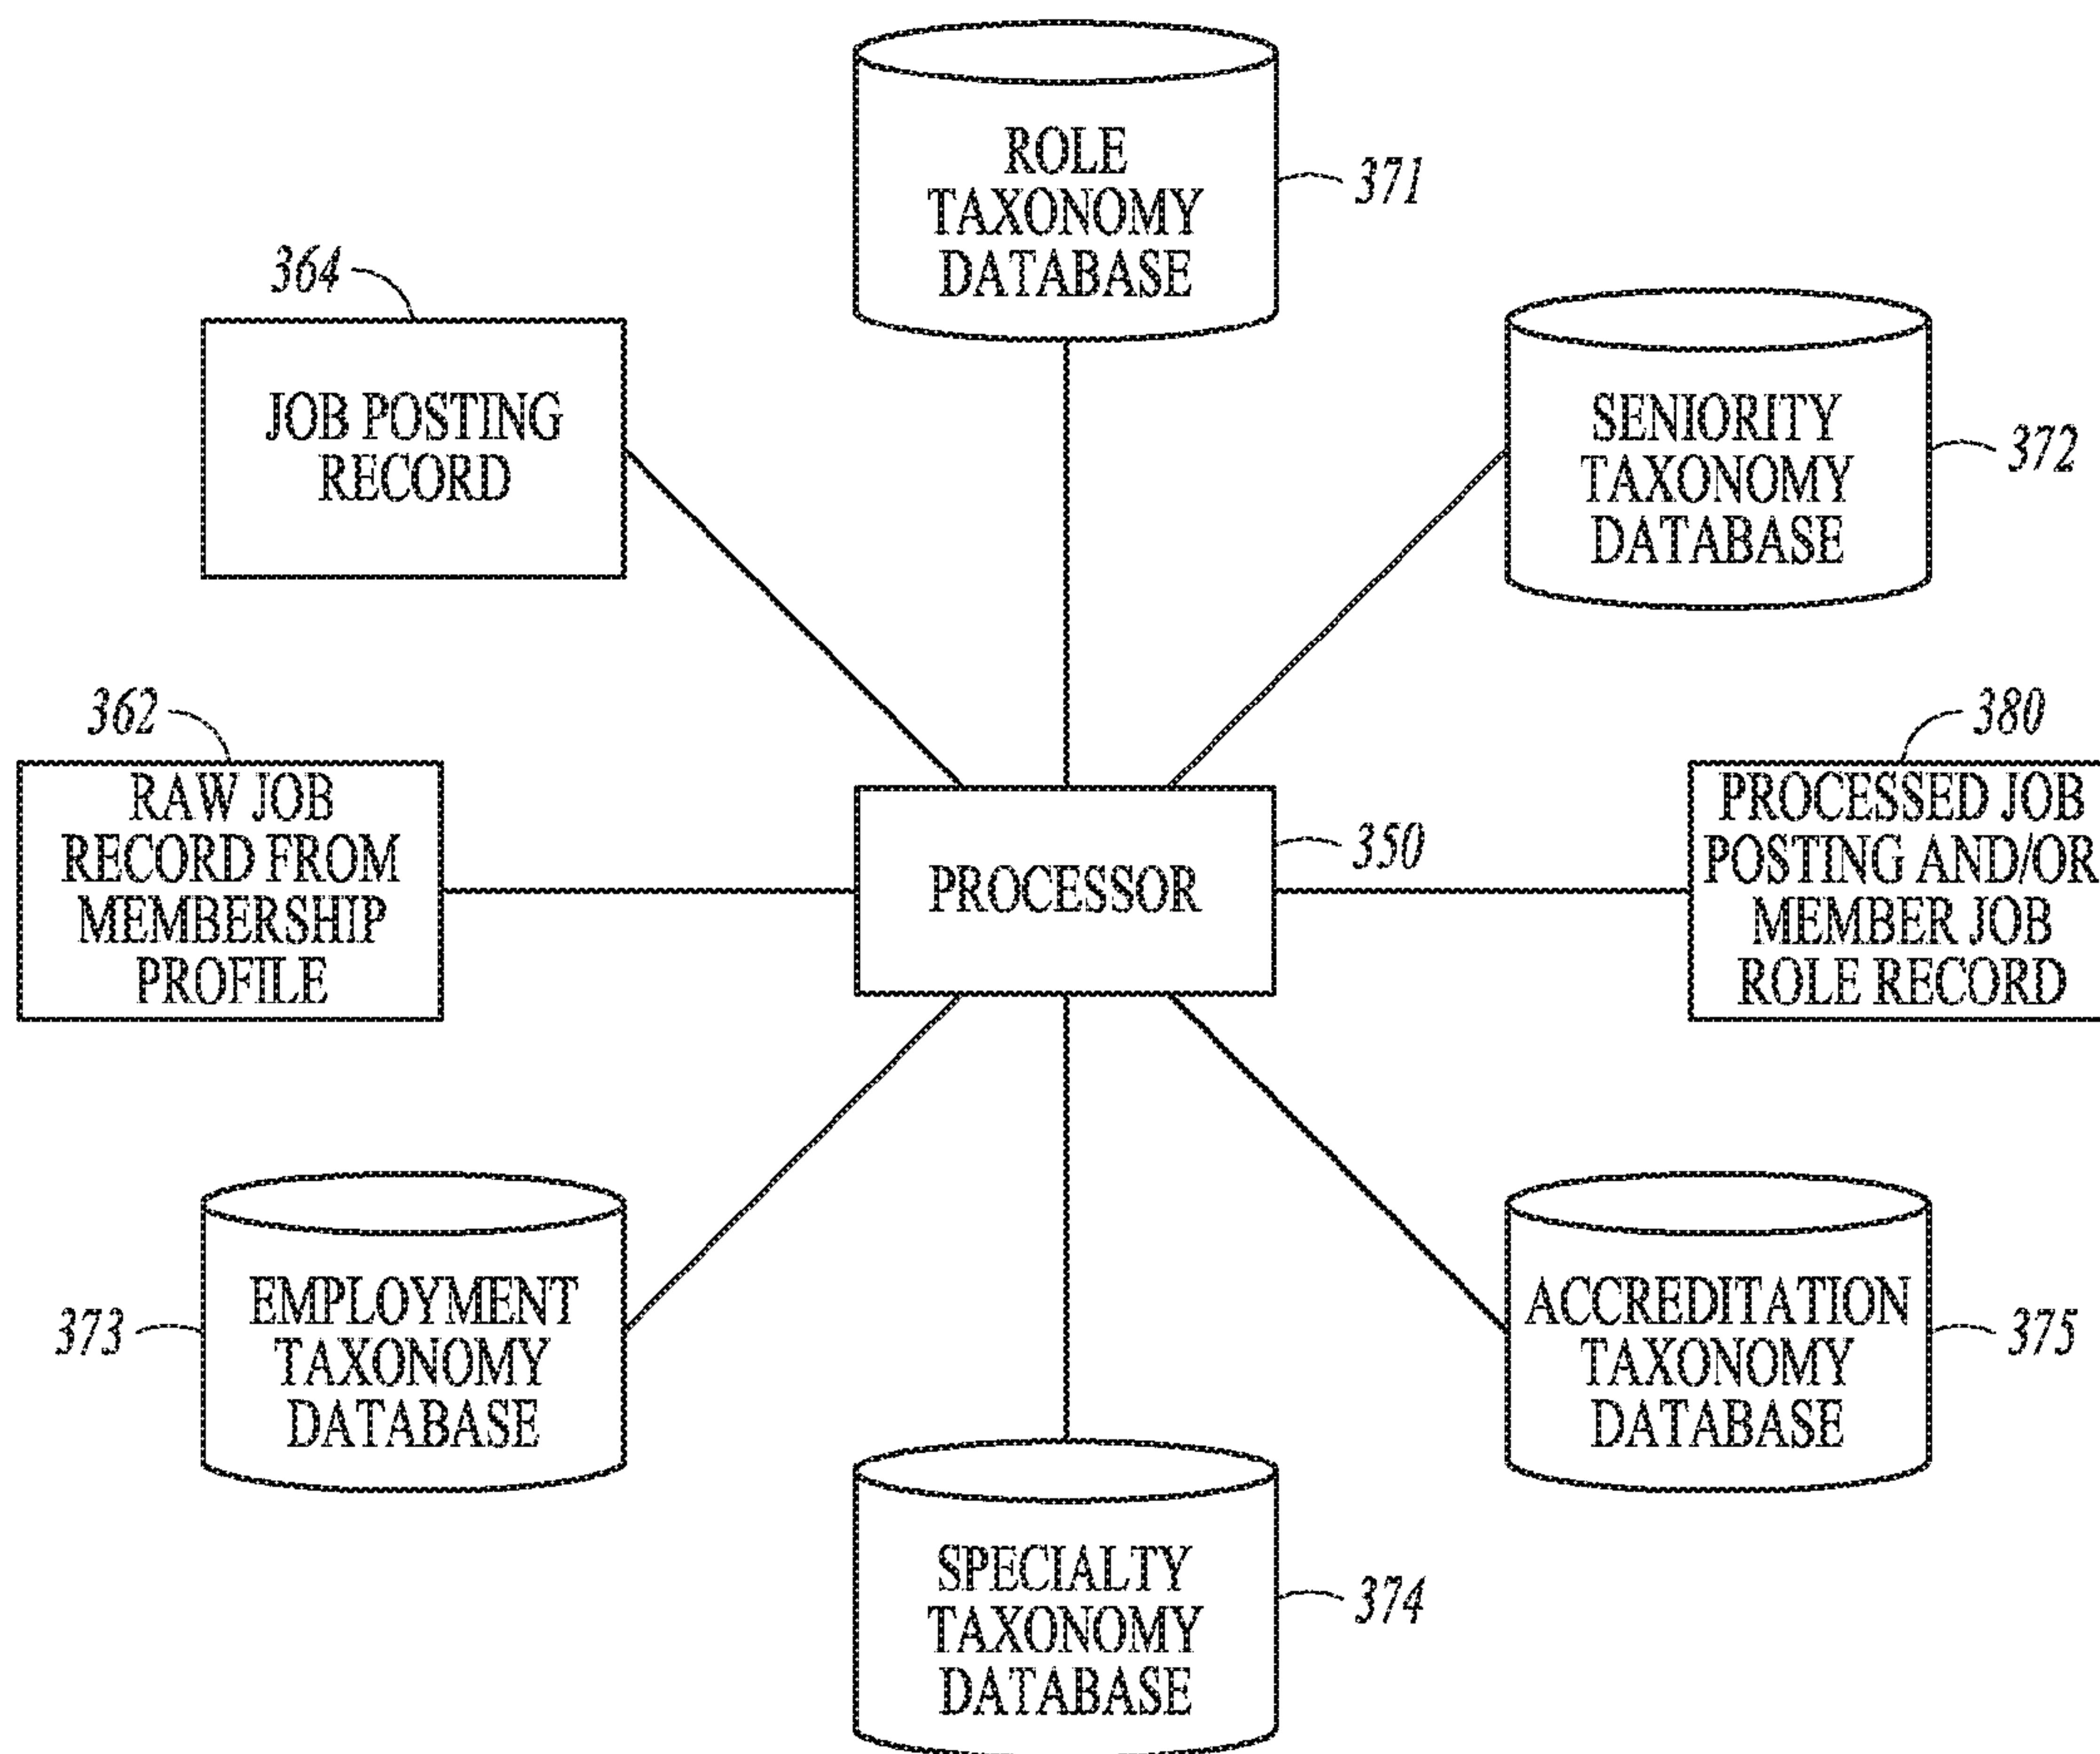 ROLE
TAXONOMY
DATABASE
371
364
JOB POSTING
RECORD
SENIORITY
TAXONOMY
DATABASE
372
362
RAW JOB
RECORD FROM
MEMBERSHIP
PROFILE
PROCESSOR
350
380
PROCESSED JOB
POSTING AND/OR
MEMBER JOB
ROLE RECORD
373
EMPLOYMENT
TAXONOMY
DATABASE
ACCREDITATION
TAXONOMY
DATABASE
375
SPECIALTY
TAXONOMY
DATABASE
374